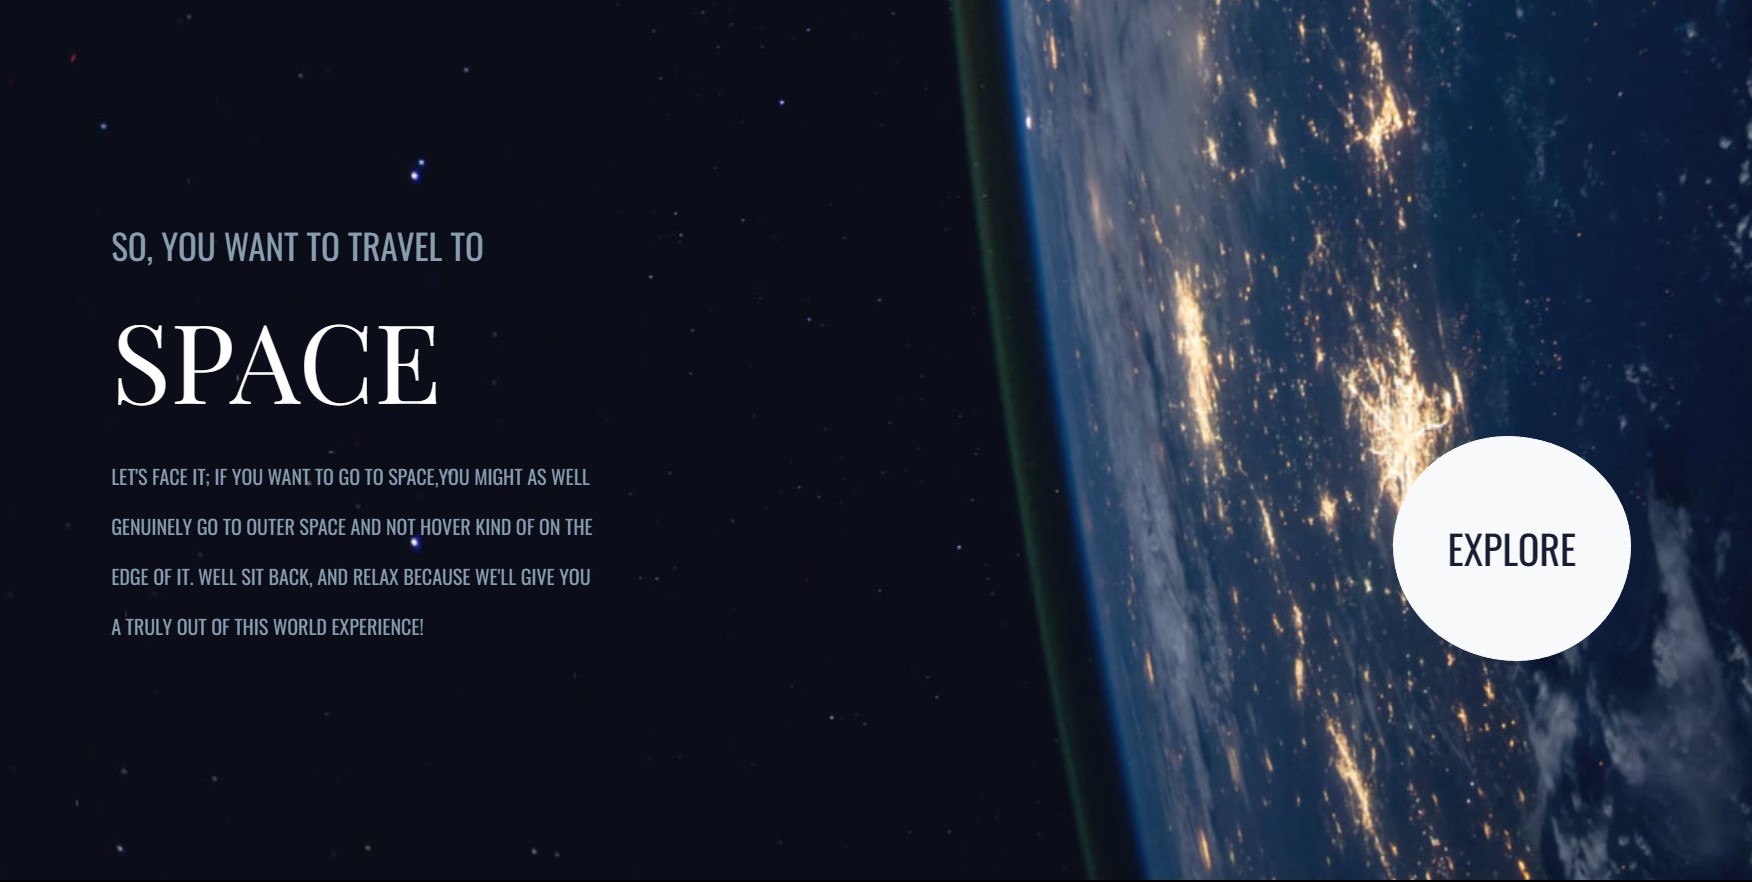 SO, YOU WANT TO TRAVEL TO
SPACE
LET'S FACE IT; IF YOU WANT TO GO TO SPACE,YOU MIGHT AS WELL
GENUINELY GO TO OUTER SPACE AND NOT HOVER KIND OF ON THE
EDGE OF IT. WELL SIT BACK, AND RELAX BECAUSE WE'LL GIVE YOU
A TRULY OUT OF THIS WORLD EXPERIENCE!
EXPLORE